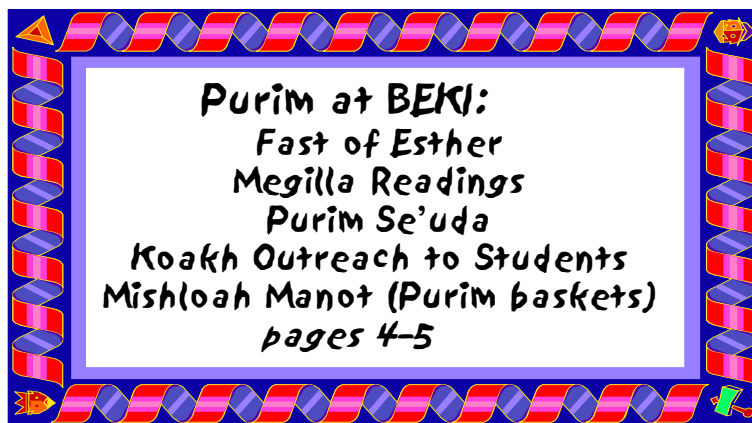 Purim at BEKI:
Fast of Esther
Megilla Readings
Purim Se'uda
Koakh Outreach to Students
Mishloah Manot (Purim baskets)
pages 4-5